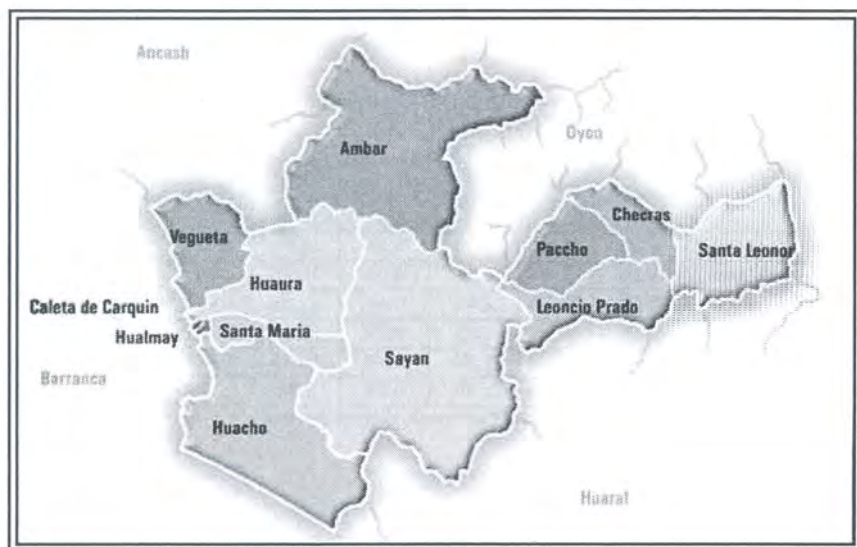 Ancash
Oyon
Ambar
Checras
Vegueta
Paccho
Santa Leonor
Huaura
Caleta de Carquin
Leoncio Prado
Santa Maria
Hualmay
Sayan
Barranca
Huacho
Huaral